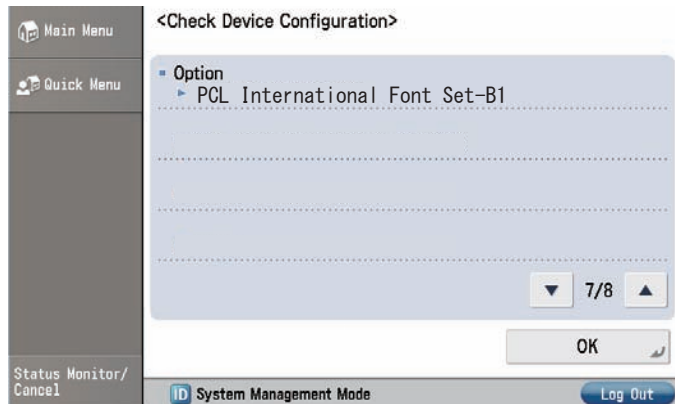 Main Menu
<Check Device Configuration>
Quick Menu
Option
PCL International Font Set-B1
7/8
OK
Status Monitor/
Cancel
ID System Management Mode
Log Out